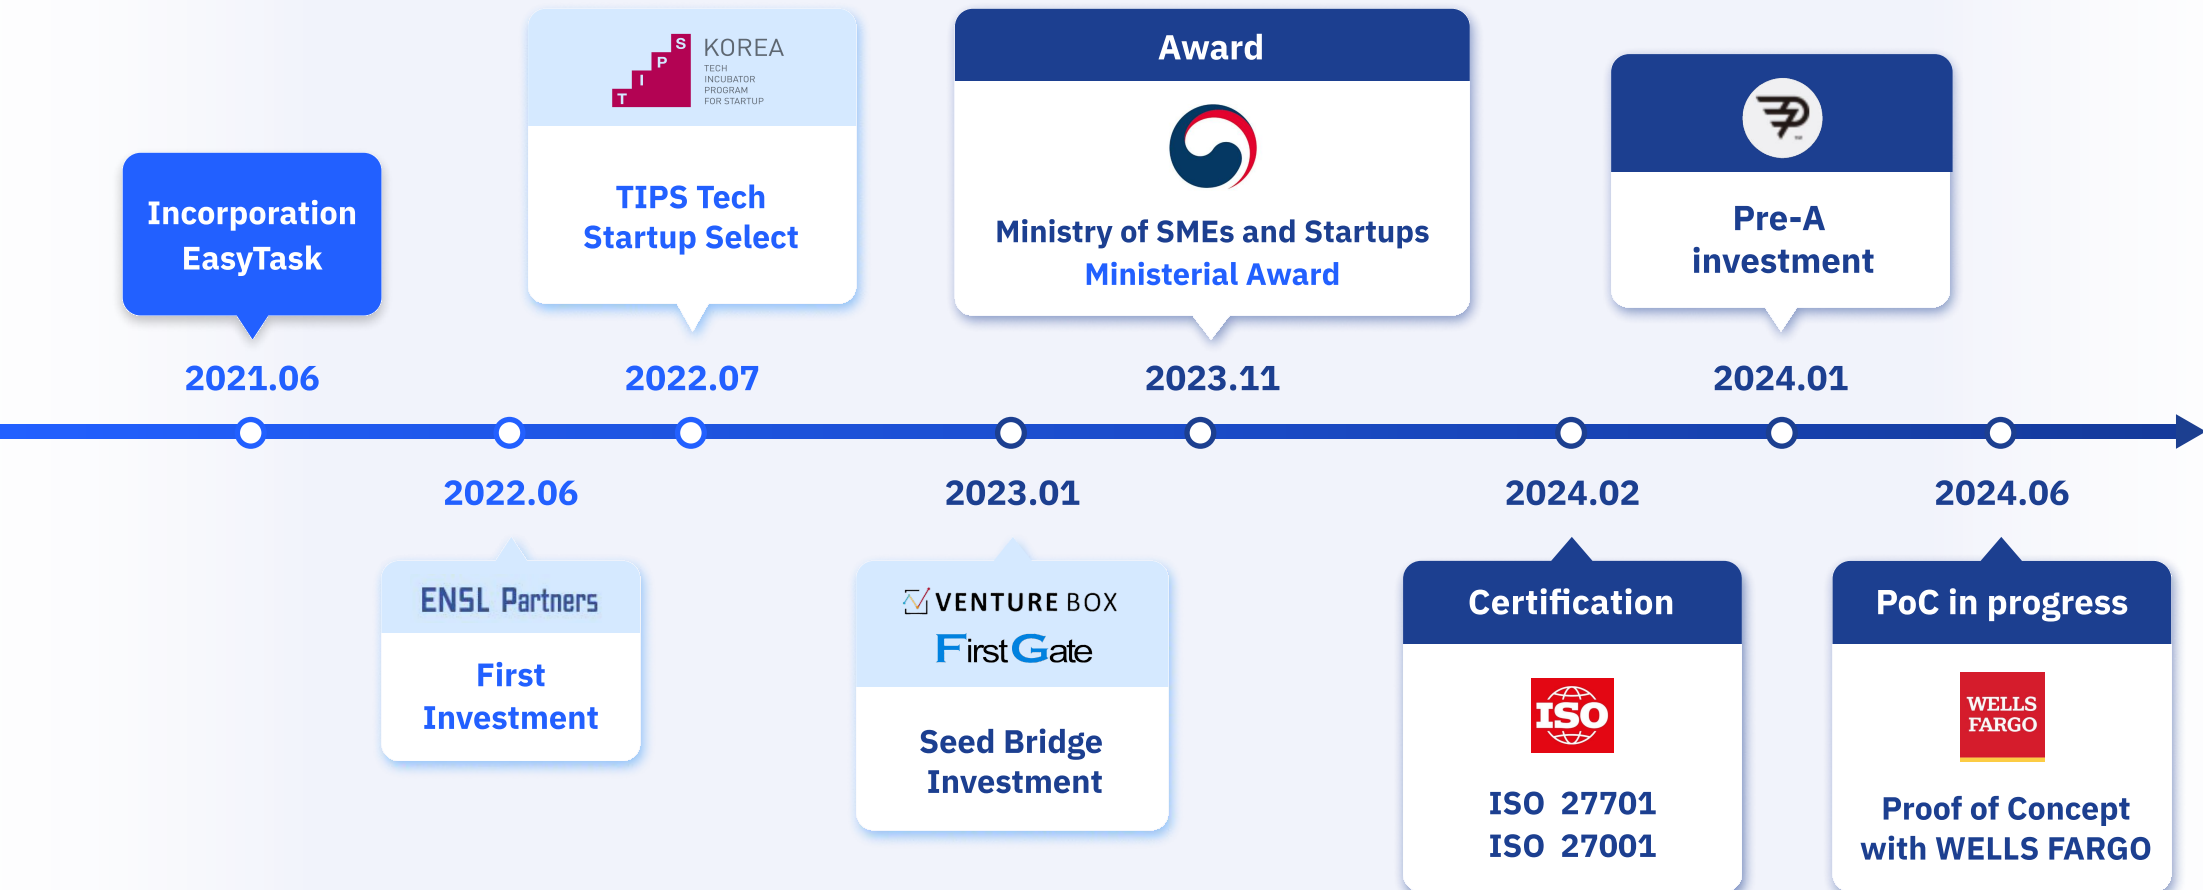 Incorporation
EasyTask
2021.06
2022.06
ENSL Partners
First
Investment
T I P S
KOREA
TECH
INCUBATOR
PROGRAM
FOR STARTUP
TIPS Tech
Startup Select
2022.07
2023.01
VENTURE BOX
FirstGate
Seed Bridge
Investment
Award
Ministry of SMEs and Startups
Ministerial Award
2023.11
2024.02
Certification
ISO
ISO 27701
ISO 27001
Pre-A
investment
2024.01
2024.06
PoC in progress
WELLS
FARGO
Proof of Concept
with WELLS FARGO